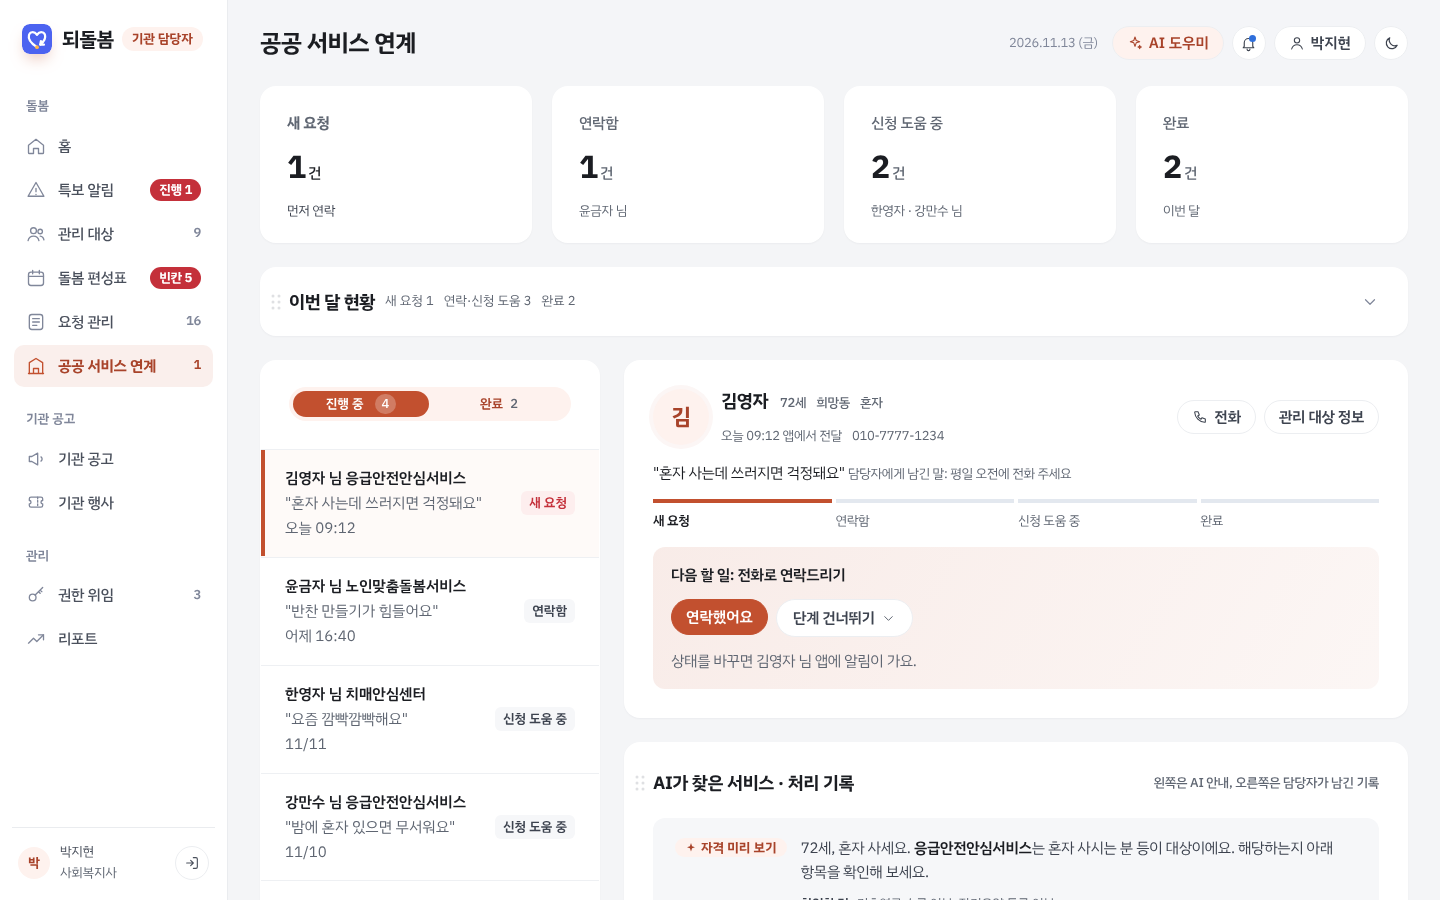 되돌봄 기관 담당자
돌봄
홈
특보 알림 진행 1
관리 대상 9
돌봄 편성표 빈칸 5
요청 관리 16
공공 서비스 연계 1
기관 공고
기관 공고
기관 행사
관리
권한 위임 3
리포트
박 박지현
사회복지사
공공 서비스 연계
2026.11.13 (금) AI 도우미 박지현
새 요청
1건
먼저 연락
연락함
1건
윤금자 님
신청 도움 중
2건
한영자 · 강만수 님
완료
2건
이번 달
이번 달 현황 새 요청 1 연락·신청 도움 3 완료 2
진행 중 4 완료 2
김영자 님 응급안전안심서비스
"혼자 사는데 쓰러지면 걱정돼요"
오늘 09:12
새 요청
윤금자 님 노인맞춤돌봄서비스
"반찬 만들기가 힘들어요"
어제 16:40
연락함
한영자 님 치매안심센터
"요즘 깜빡깜빡해요"
11/11
신청 도움 중
강만수 님 응급안전안심서비스
"밤에 혼자 있으면 무서워요"
11/10
신청 도움 중
김 김영자 72세 희망동 혼자
오늘 09:12 앱에서 전달 010-7777-1234
전화 관리 대상 정보
"혼자 사는데 쓰러지면 걱정돼요" 담당자에게 남긴 말: 평일 오전에 전화 주세요
새 요청 연락함 신청 도움 중 완료
다음 할 일: 전화로 연락드리기
연락했어요 단계 건너뛰기
상태를 바꾸면 김영자 님 앱에 알림이 가요.
AI가 찾은 서비스 · 처리 기록 왼쪽은 AI 안내, 오른쪽은 담당자가 남긴 기록
자격 미리 보기 72세, 혼자 사세요. 응급안전안심서비스는 혼자 사시는 분 등이 대상이에요. 해당하는지 아래
항목을 확인해 보세요.